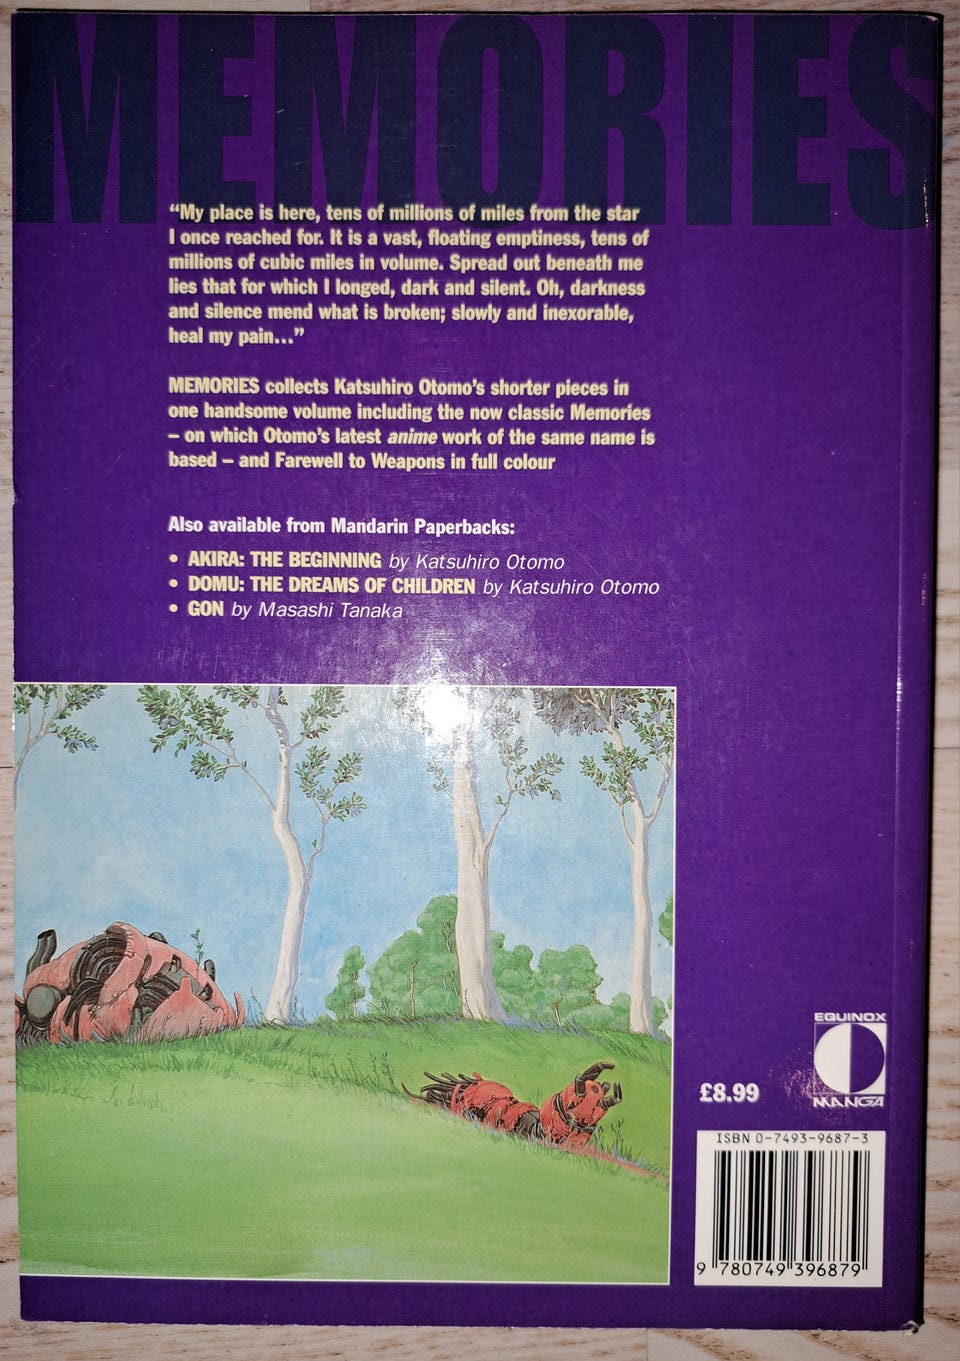 MEMORIES
“My place is here, tens of millions of miles from the star
I once reached for. It is a vast, floating emptiness, tens of
millions of cubic miles in volume. Spread out beneath me
lies that for which I longed, dark and silent. Oh, darkness
and silence mend what is broken; slowly and inexorable,
heal my pain...”
MEMORIES collects Katsuhiro Otomo’s shorter pieces in
one handsome volume including the now classic Memories
– on which Otomo’s latest anime work of the same name is
based – and Farewell to Weapons in full colour
Also available from Mandarin Paperbacks:
• AKIRA: THE BEGINNING by Katsuhiro Otomo
• DOMU: THE DREAMS OF CHILDREN by Katsuhiro Otomo
• GON by Masashi Tanaka
EQUINOX
MANGA
£8.99
ISBN 0-7493-9687-3
9 780749 396879